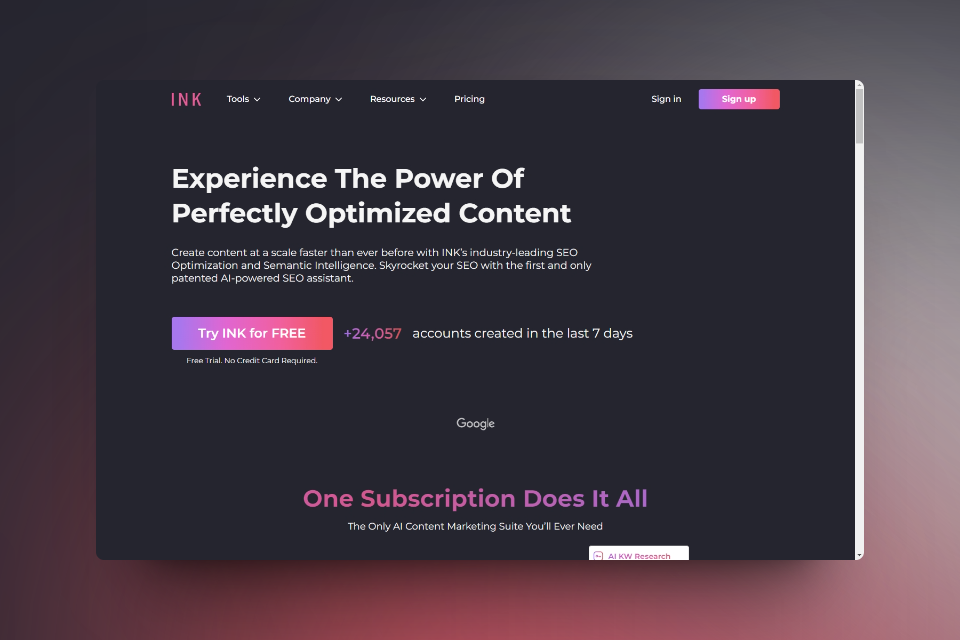 INK Tools Company Resources Pricing Sign in Sign up
Experience The Power Of
Perfectly Optimized Content
Create content at a scale faster than ever before with INK's industry-leading SEO
Optimization and Semantic Intelligence. Skyrocket your SEO with the first and only
patented AI-powered SEO assistant.
Try INK for FREE +24,057 accounts created in the last 7 days
Free Trial. No Credit Card Required.
Google
One Subscription Does It All
The Only AI Content Marketing Suite You'll Ever Need
AI KW Research